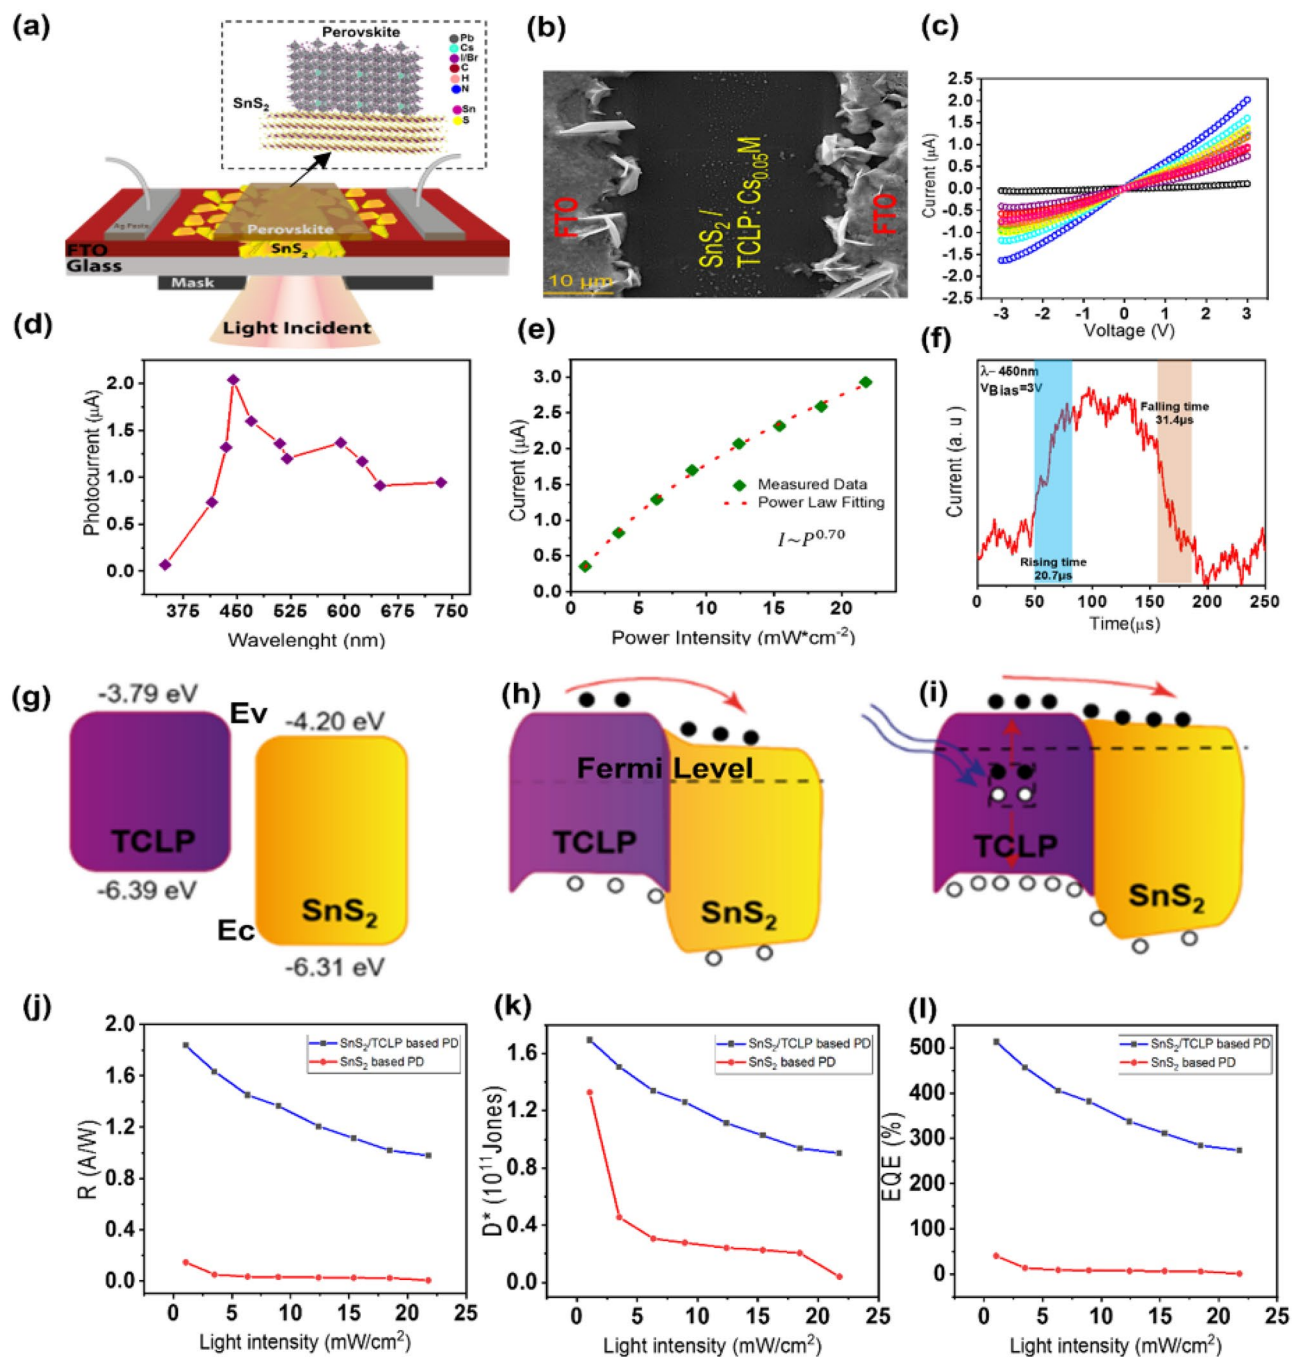 (a)
Perovskite
Pb
Cs
I/Br
C
H
N
Sn
S
SnS₂
Ag Paste
Perovskite
SnS₂
FTO
Glass
Mask
Light Incident
(b)
FTO
SnS₂ /
TCLP: Cs₀.₀₅M
FTO
10 µm
(c)
Current (µA)
2.5
2.0
1.5
1.0
0.5
0.0
-0.5
-1.0
-1.5
-2.0
-2.5
-3 -2 -1 0 1 2 3
Voltage (V)
(d)
Photocurrent (µA)
2.0
1.5
1.0
0.5
0.0
375 450 525 600 675 750
Wavelenght (nm)
(e)
Current (µA)
3.0
2.5
2.0
1.5
1.0
0.5
0.0
Measured Data
Power Law Fitting
I~P^0.70
0 5 10 15 20
Power Intensity (mW*cm⁻²)
(f)
λ– 450nm
VBias=3V
Falling time
31.4µs
Rising time
20.7µs
Current (a. u )
0 50 100 150 200 250
Time(µs)
(g)
-3.79 eV
Ev
-4.20 eV
TCLP
-6.39 eV
SnS₂
Ec
-6.31 eV
(h)
Fermi Level
TCLP
SnS₂
(i)
TCLP
SnS₂
(j)
R (A/W)
2.0
1.6
1.2
0.8
0.4
0.0
SnS₂/TCLP based PD
SnS₂ based PD
0 5 10 15 20 25
Light intensity (mW/cm²)
(k)
D* (10¹¹Jones)
1.6
1.2
0.8
0.4
0.0
SnS₂/TCLP based PD
SnS₂ based PD
0 5 10 15 20 25
Light intensity (mW/cm²)
(l)
EQE (%)
500
400
300
200
100
0
SnS₂/TCLP based PD
SnS₂ based PD
0 5 10 15 20 25
Light intensity (mW/cm²)